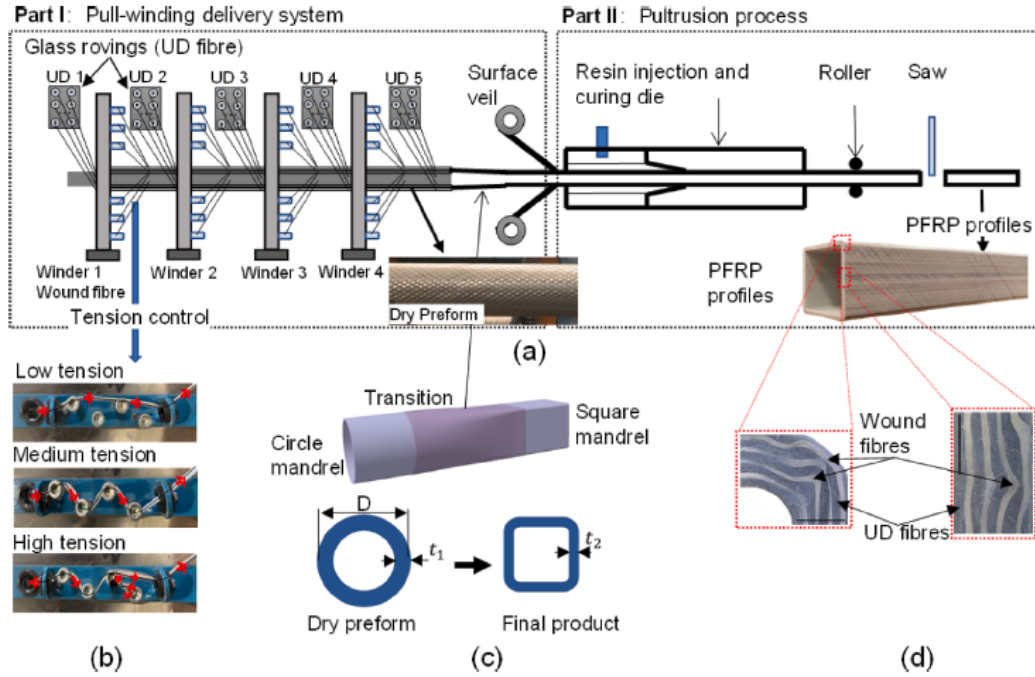 Part I: Pull-winding delivery system
Part II: Pultrusion process
Glass rovings (UD fibre)
UD 1
UD 2
UD 3
UD 4
UD 5
Surface
veil
Resin injection and
curing die
Roller
Saw
Winder 1
Wound fibre
Winder 2
Winder 3
Winder 4
Tension control
Dry Preform
PFRP profiles
PFRP
profiles
(a)
Low tension
Medium tension
High tension
(b)
Transition
Circle
mandrel
Square
mandrel
D
t₁
t₂
Dry preform
Final product
(c)
Wound
fibres
UD fibres
(d)